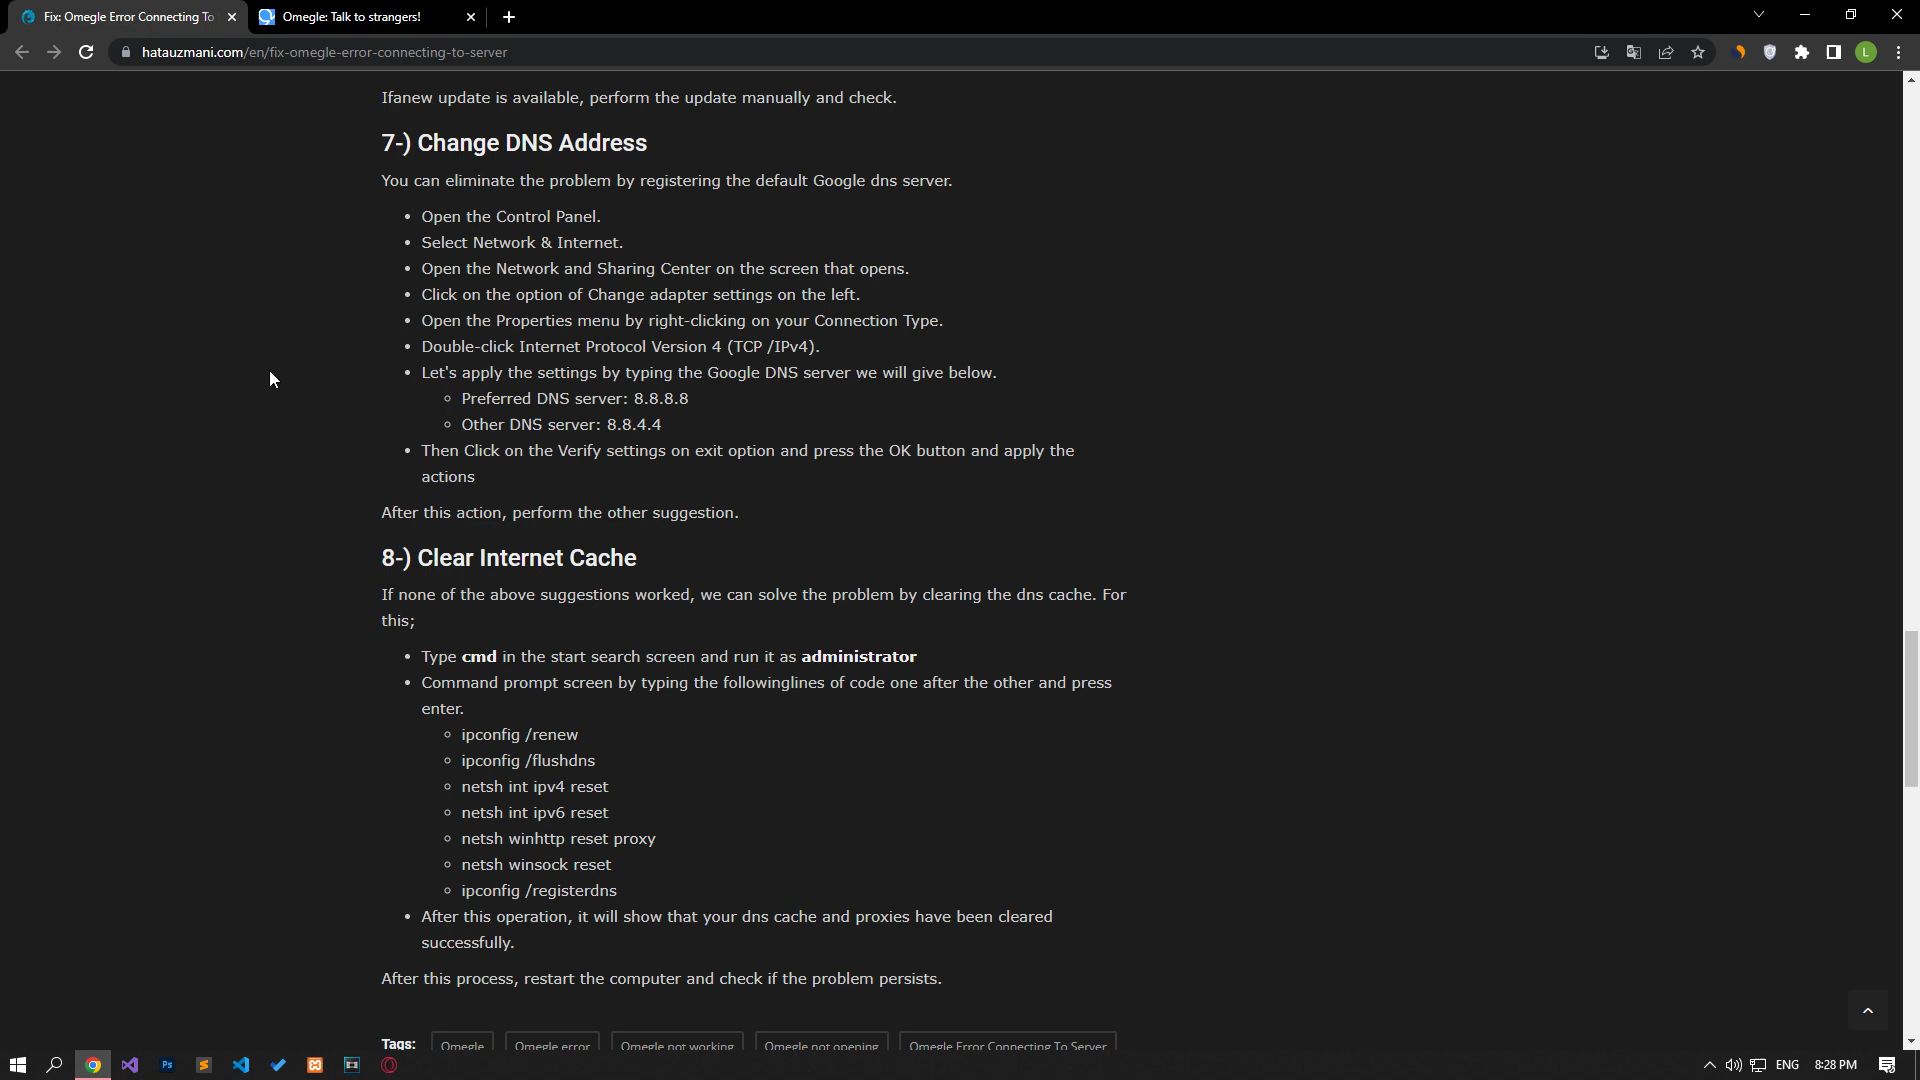 Fix: Omegle Error Connecting To
Omegle: Talk to strangers!
hatauzmani.com/en/fix-omegle-error-connecting-to-server
L
Ifanew update is available, perform the update manually and check.
7-) Change DNS Address
You can eliminate the problem by registering the default Google dns server.
• Open the Control Panel.
• Select Network & Internet.
• Open the Network and Sharing Center on the screen that opens.
• Click on the option of Change adapter settings on the left.
• Open the Properties menu by right-clicking on your Connection Type.
• Double-click Internet Protocol Version 4 (TCP /IPv4).
• Let's apply the settings by typing the Google DNS server we will give below.
◦ Preferred DNS server: 8.8.8.8
◦ Other DNS server: 8.8.4.4
• Then Click on the Verify settings on exit option and press the OK button and apply the
actions
After this action, perform the other suggestion.
8-) Clear Internet Cache
If none of the above suggestions worked, we can solve the problem by clearing the dns cache. For
this;
• Type cmd in the start search screen and run it as administrator
• Command prompt screen by typing the followinglines of code one after the other and press
enter.
◦ ipconfig /renew
◦ ipconfig /flushdns
◦ netsh int ipv4 reset
◦ netsh int ipv6 reset
◦ netsh winhttp reset proxy
◦ netsh winsock reset
◦ ipconfig /registerdns
• After this operation, it will show that your dns cache and proxies have been cleared
successfully.
After this process, restart the computer and check if the problem persists.
Tags: Omegle Omegle error Omegle not working Omegle not opening Omegle Error Connecting To Server
Ps
ENG 8:28 PM